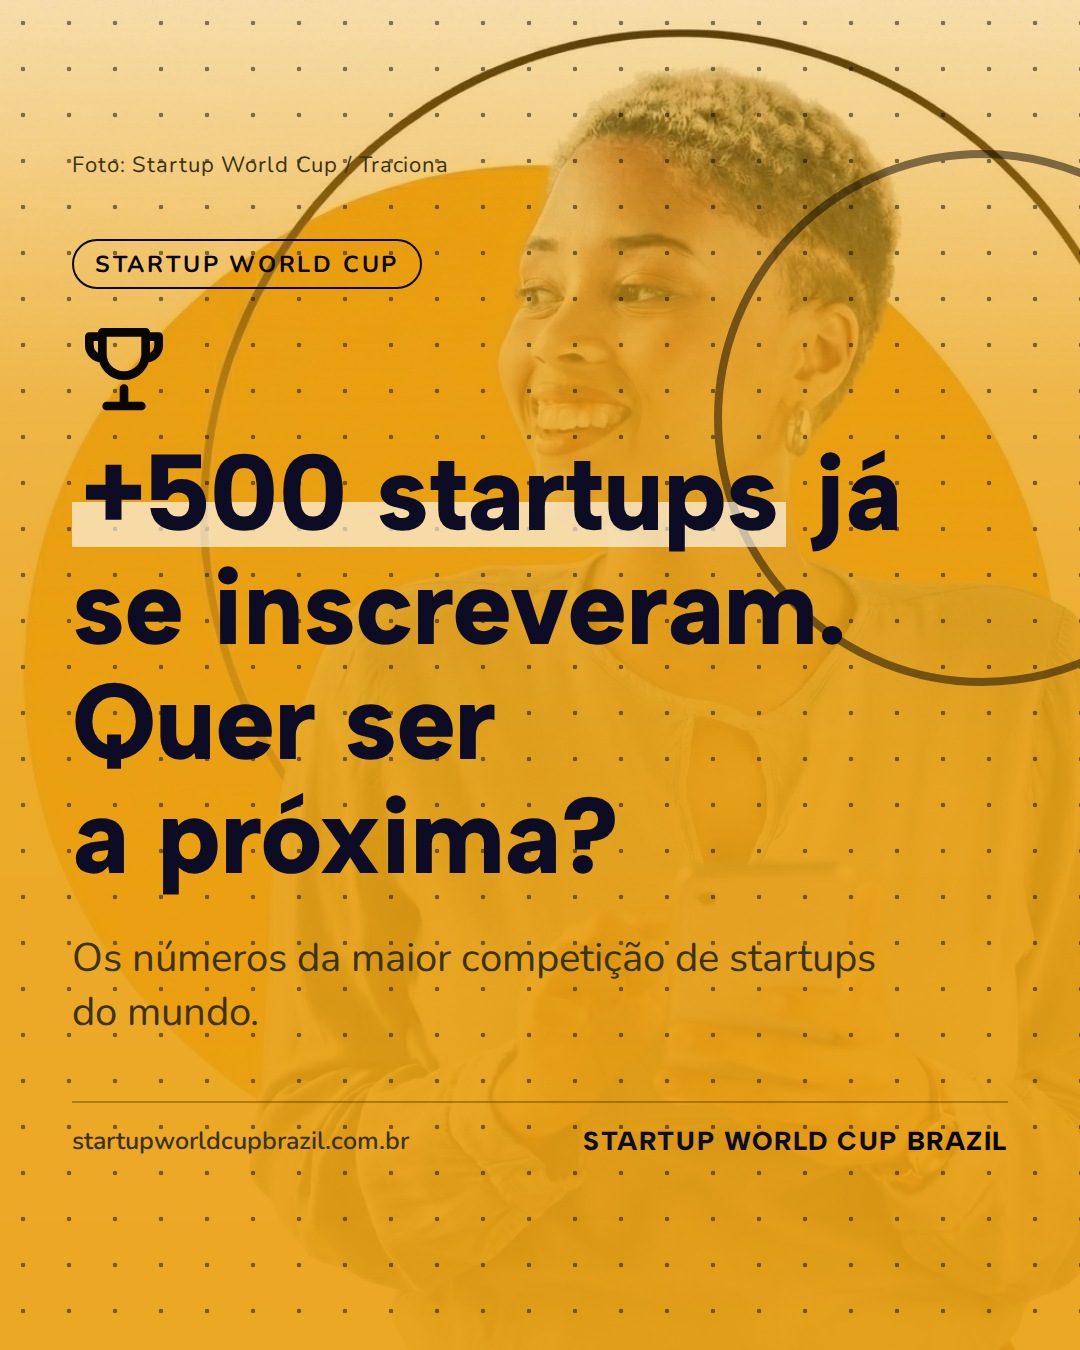 Foto: Startup World Cup / Traciona
STARTUP WORLD CUP
+500 startups já
se inscreveram.
Quer ser
a próxima?
Os números da maior competição de startups
do mundo.
startupworldcupbrazil.com.br
STARTUP WORLD CUP BRAZIL